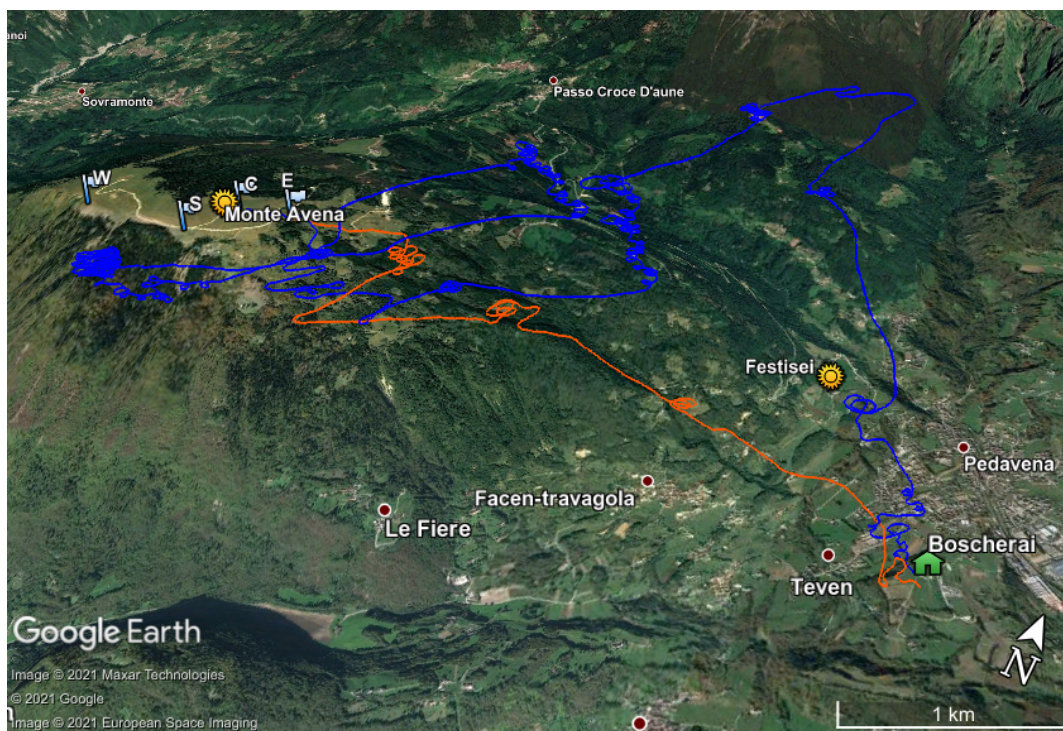 anoi
Sovramonte
Passo Croce D'aune
W
S
C
E
Monte Avena
Festisei
Pedavena
Facen-travagola
Le Fiere
Boscherai
Teven
Google Earth
N
Image © 2021 Maxar Technologies
© 2021 Google
Image © 2021 European Space Imaging
1 km